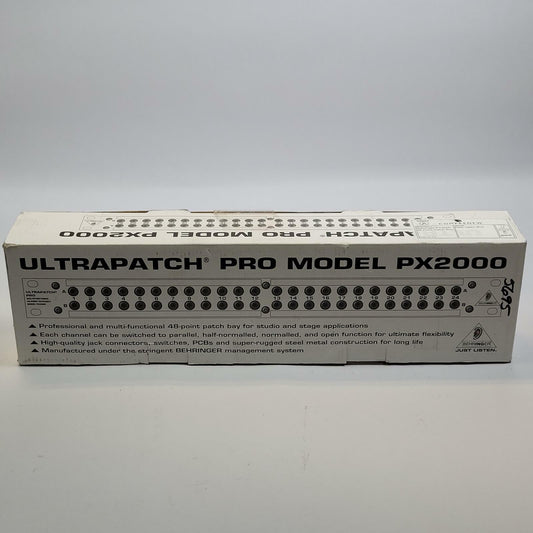 APATCH® PRO MODEL PX2000
ULTRAPATCH® PRO MODEL PX2000
ULTRAPATCH®
PRO
A 1 2 3 4 5 6 7 8 9 10 11 12 13 14 15 16 17 18 19 20 21 22 23 24
B
5695
▲ Professional and multi-functional 48-point patch bay for studio and stage applications
▲ Each channel can be switched to parallel, half-normalled, normalled, and open function for ultimate flexibility
▲ High-quality jack connectors, switches, PCBs and super-rugged steel metal construction for long life
▲ Manufactured under the stringent BEHRINGER management system
BEHRINGER
JUST LISTEN.